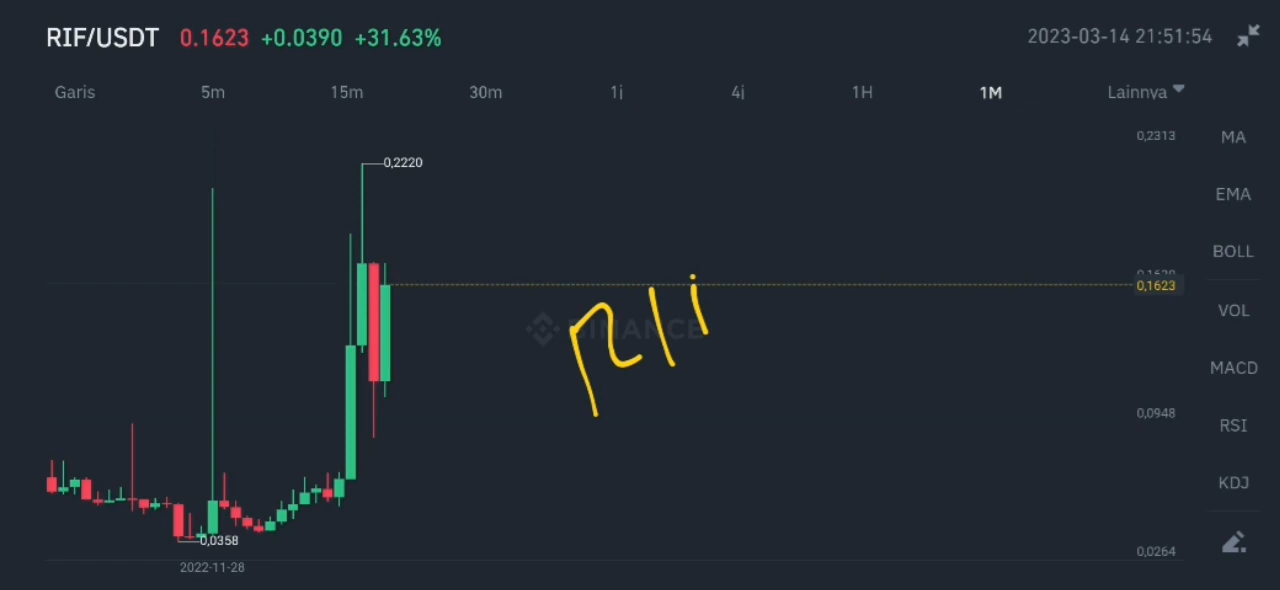 RIF/USDT 0.1623 +0.0390 +31.63% 2023-03-14 21:51:54
Garis 5m 15m 30m 1j 4j 1H 1M Lainnya
0,2313
MA
0,2220
EMA
BOLL
0,1623
VOL
BINANCE
MACD
0,0948
RSI
KDJ
0,0358
0,0264
2022-11-28